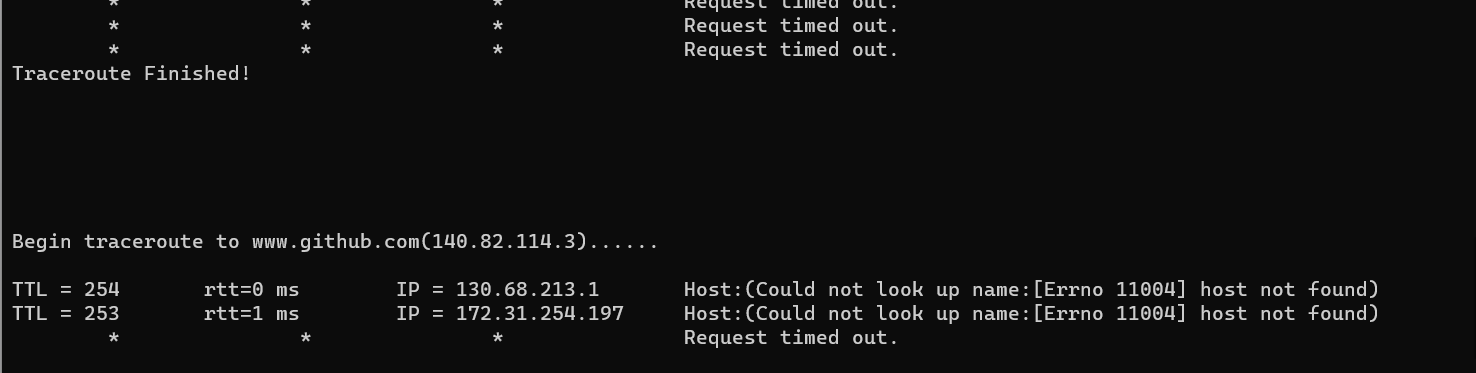 * * * Request timed out.
* * * Request timed out.
* * * Request timed out.
Traceroute Finished!
Begin traceroute to www.github.com(140.82.114.3)......
TTL = 254 rtt=0 ms IP = 130.68.213.1 Host:(Could not look up name:[Errno 11004] host not found)
TTL = 253 rtt=1 ms IP = 172.31.254.197 Host:(Could not look up name:[Errno 11004] host not found)
* * * Request timed out.